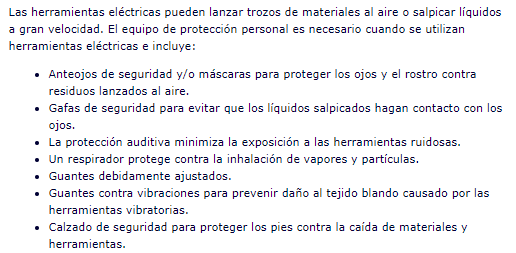 Las herramientas eléctricas pueden lanzar trozos de materiales al aire o salpicar líquidos
a gran velocidad. El equipo de protección personal es necesario cuando se utilizan
herramientas eléctricas e incluye:
• Anteojos de seguridad y/o máscaras para proteger los ojos y el rostro contra
residuos lanzados al aire.
• Gafas de seguridad para evitar que los líquidos salpicados hagan contacto con los
ojos.
• La protección auditiva minimiza la exposición a las herramientas ruidosas.
• Un respirador protege contra la inhalación de vapores y partículas.
• Guantes debidamente ajustados.
• Guantes contra vibraciones para prevenir daño al tejido blando causado por las
herramientas vibratorias.
• Calzado de seguridad para proteger los pies contra la caída de materiales y
herramientas.